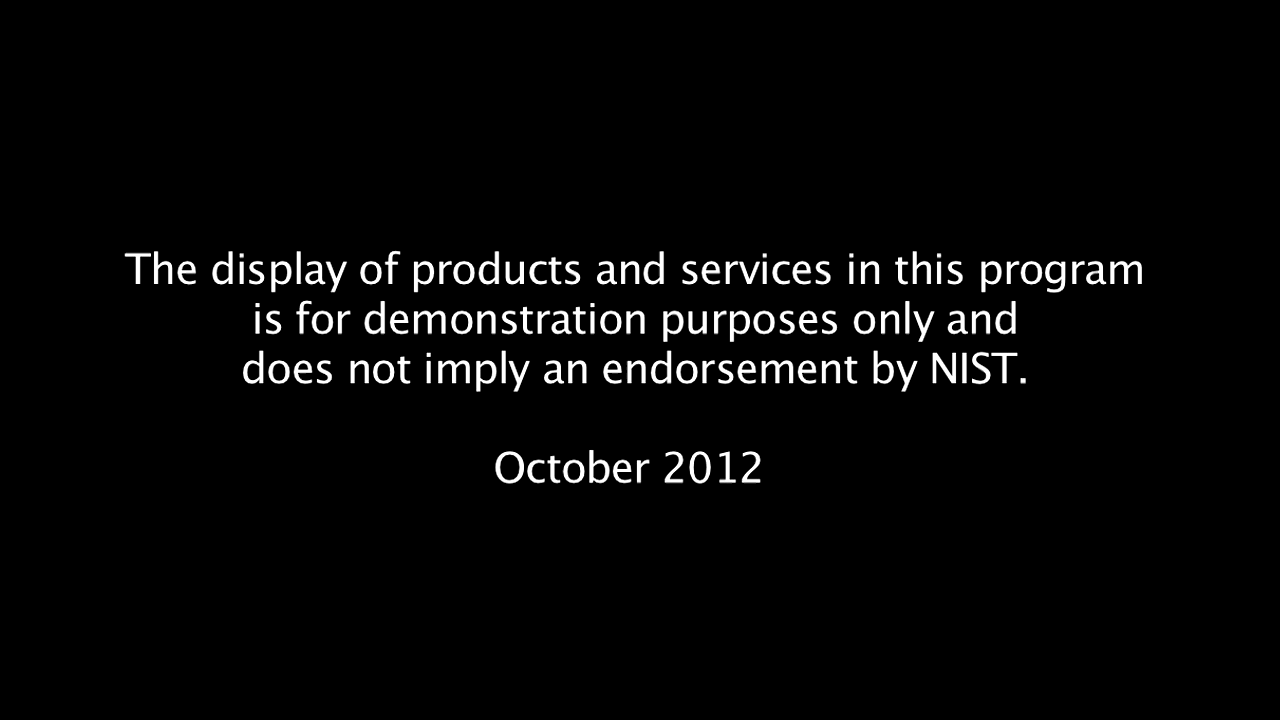 The display of products and services in this program
is for demonstration purposes only and
does not imply an endorsement by NIST.
October 2012